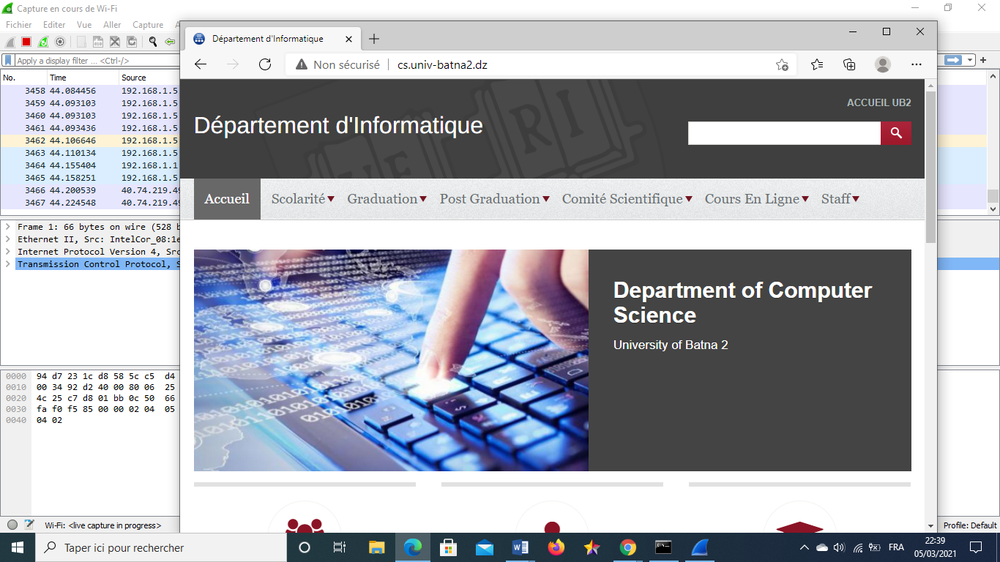 Capture en cours de Wi-Fi
Fichier Editer Vue Aller Capture A
Apply a display filter ... <Ctrl-/>
No. Time Source
3458 44.084456 192.168.1.5
3459 44.093103 192.168.1.5
3460 44.093103 192.168.1.5
3461 44.093436 192.168.1.5
3462 44.106646 192.168.1.5
3463 44.110134 192.168.1.5
3464 44.155404 192.168.1.1
3465 44.158251 192.168.1.5
3466 44.200539 40.74.219.49
3467 44.224548 40.74.219.49
Frame 1: 66 bytes on wire (528 b
Ethernet II, Src: IntelCor_08:1e
Internet Protocol Version 4, Src
Transmission Control Protocol, S
0000 94 d7 23 1c d8 58 5c c5 d4
0010 00 34 92 d2 40 00 80 06 25
0020 4c 25 c7 d8 01 bb 0c 50 66
0030 fa f0 f5 85 00 00 02 04 05
0040 04 02
Wi-Fi: <live capture in progress>
Profile: Default
Département d'Informatique
Non sécurisé cs.univ-batna2.dz
ACCUEIL UB2
Département d'Informatique
Accueil Scolarité Graduation Post Graduation Comité Scientifique Cours En Ligne Staff
Department of Computer
Science
University of Batna 2
Taper ici pour rechercher
FRA
22:39
05/03/2021